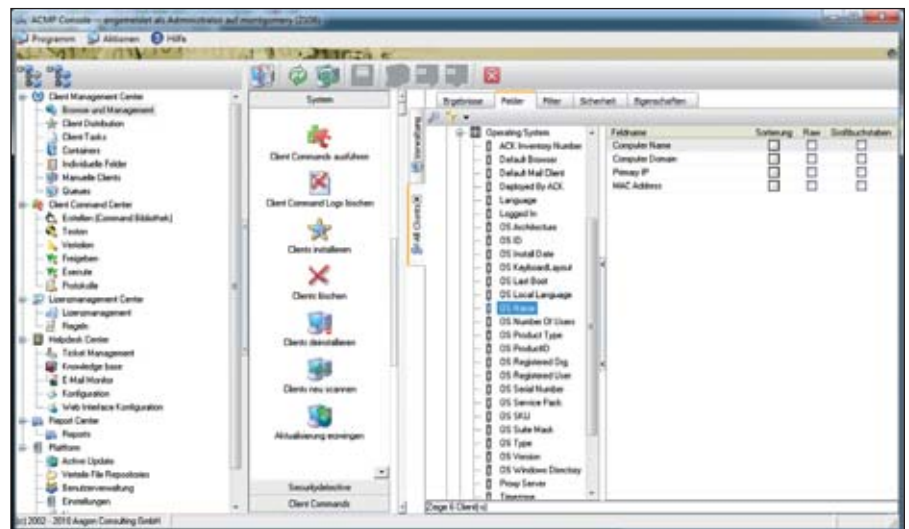 ACMP Console -- angemeldet als Administrator auf montgomery (2008)
Programm Aktionen Hilfe
Client Management Center
Browse and Management
Client Distribution
Client Tasks
Containers
Individuelle Felder
Manuelle Clients
Queues
Client Command Center
Erstellen (Command Bibliothek)
Testen
Verteilen
Freigeben
Execute
Protokolle
Lizenzmanagement Center
Lizenzmanagement
Regeln
Helpdesk Center
Ticket Management
Knowledge base
E-Mail Monitor
Konfiguration
Web Interface Konfiguration
Report Center
Reports
Plattform
Active Update
Verteile File Repositories
Benutzerverwaltung
Einstellungen
System
Client Commands ausführen
Client Command Logs löschen
Clients installieren
Clients löschen
Clients deinstallieren
Clients neu scannen
Aktualisierung erzwingen
Securitydetective
Client Commands
Verwaltung
All Clients
Ergebnisse Felder Filter Sicherheit Eigenschaften
Operating System
ACK Inventory Number
Default Browser
Default Mail Client
Deployed By ACK
Language
Logged In
OS Architecture
OS ID
OS Install Date
OS KeyboardLayout
OS Last Boot
OS Local Language
OS Name
OS Number Of Users
OS Product Type
OS ProductID
OS Registered Org
OS Registered User
OS Serial Number
OS Service Pack
OS SKU
OS Suite Mask
OS Type
OS Version
OS Windows Directory
Proxy Server
Timezone
Feldname Sortierung Raw Großbuchstaben
Computer Name
Computer Domain
Primary IP
MAC Address
Zeige 6 Client(s)
(c) 2002 - 2010 Aagon Consulting GmbH